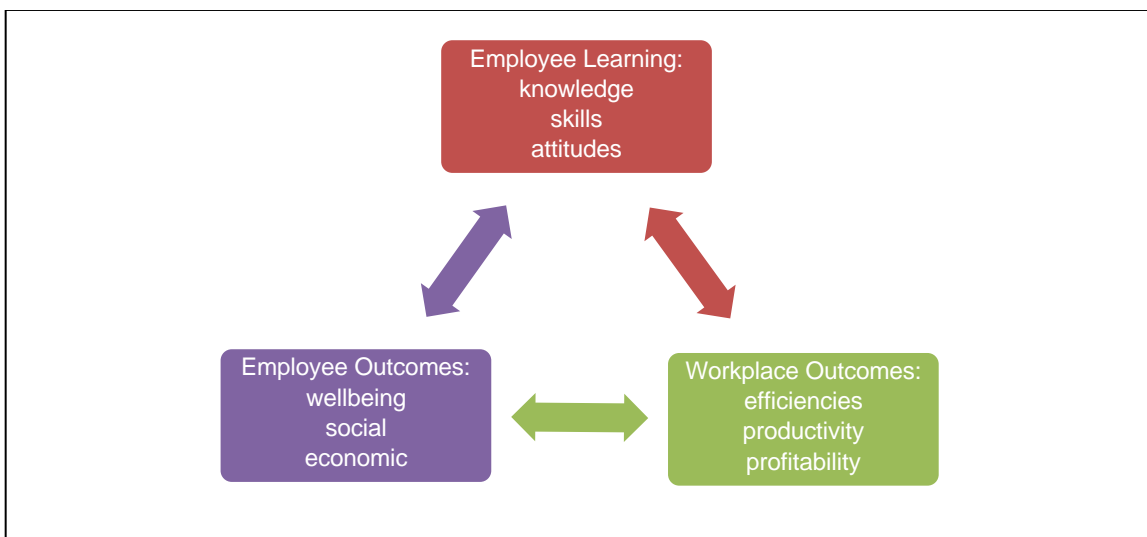 Employee Learning:
knowledge
skills
attitudes
Employee Outcomes:
wellbeing
social
economic
Workplace Outcomes:
efficiencies
productivity
profitability